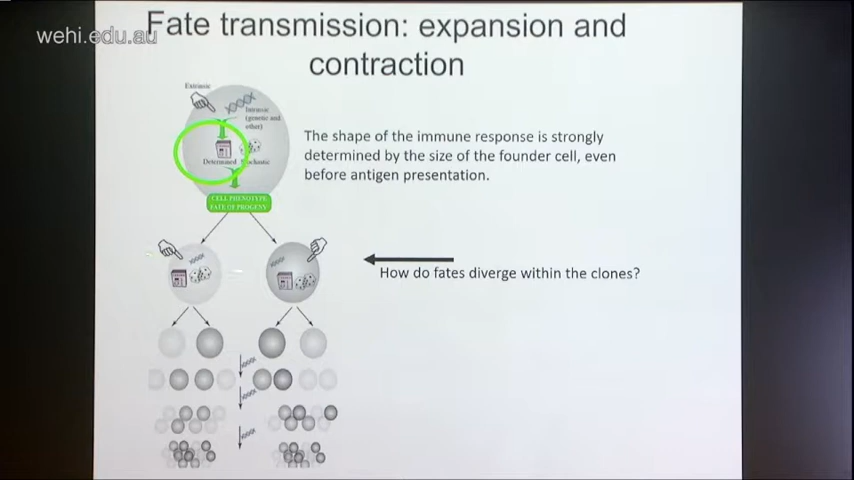 wehi.edu.au
Fate transmission: expansion and
contraction
Extrinsic
Intrinsic
(genetic and
other)
Determined Stochastic
CELL PHENOTYPE
FATE OF PROGENY
The shape of the immune response is strongly
determined by the size of the founder cell, even
before antigen presentation.
How do fates diverge within the clones?